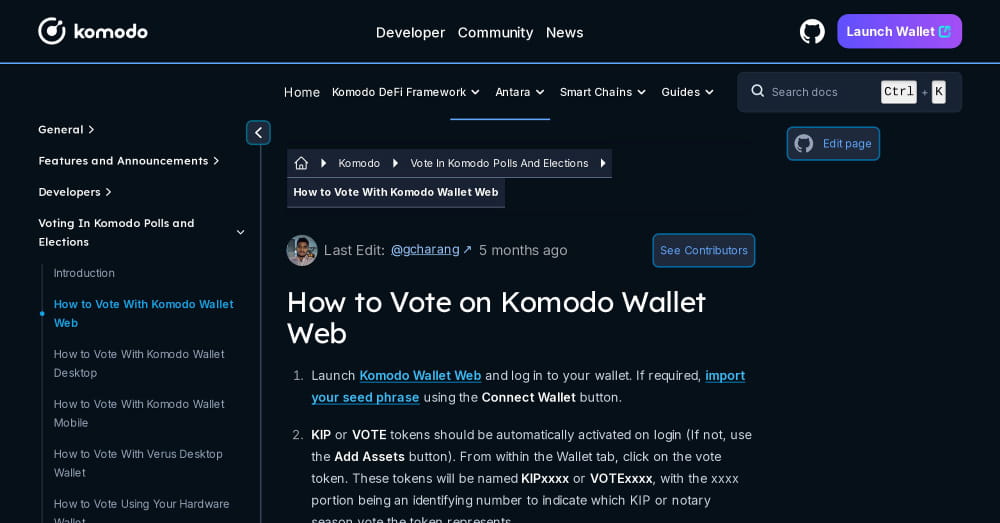 komodo
Developer Community News
Launch Wallet
Home Komodo DeFi Framework Antara Smart Chains Guides
Search docs Ctrl + K
General
Features and Announcements
Developers
Voting In Komodo Polls and
Elections
Introduction
How to Vote With Komodo Wallet
Web
How to Vote With Komodo Wallet
Desktop
How to Vote With Komodo Wallet
Mobile
How to Vote With Verus Desktop
Wallet
How to Vote Using Your Hardware
Wallet
Komodo Vote In Komodo Polls And Elections
How to Vote With Komodo Wallet Web
Edit page
Last Edit: @gcharang ↗ 5 months ago
See Contributors
How to Vote on Komodo Wallet
Web
1. Launch Komodo Wallet Web and log in to your wallet. If required, import
your seed phrase using the Connect Wallet button.
2. KIP or VOTE tokens should be automatically activated on login (If not, use
the Add Assets button). From within the Wallet tab, click on the vote
token. These tokens will be named KIPxxxx or VOTExxxx, with the xxxx
portion being an identifying number to indicate which KIP or notary
season vote the token represents.